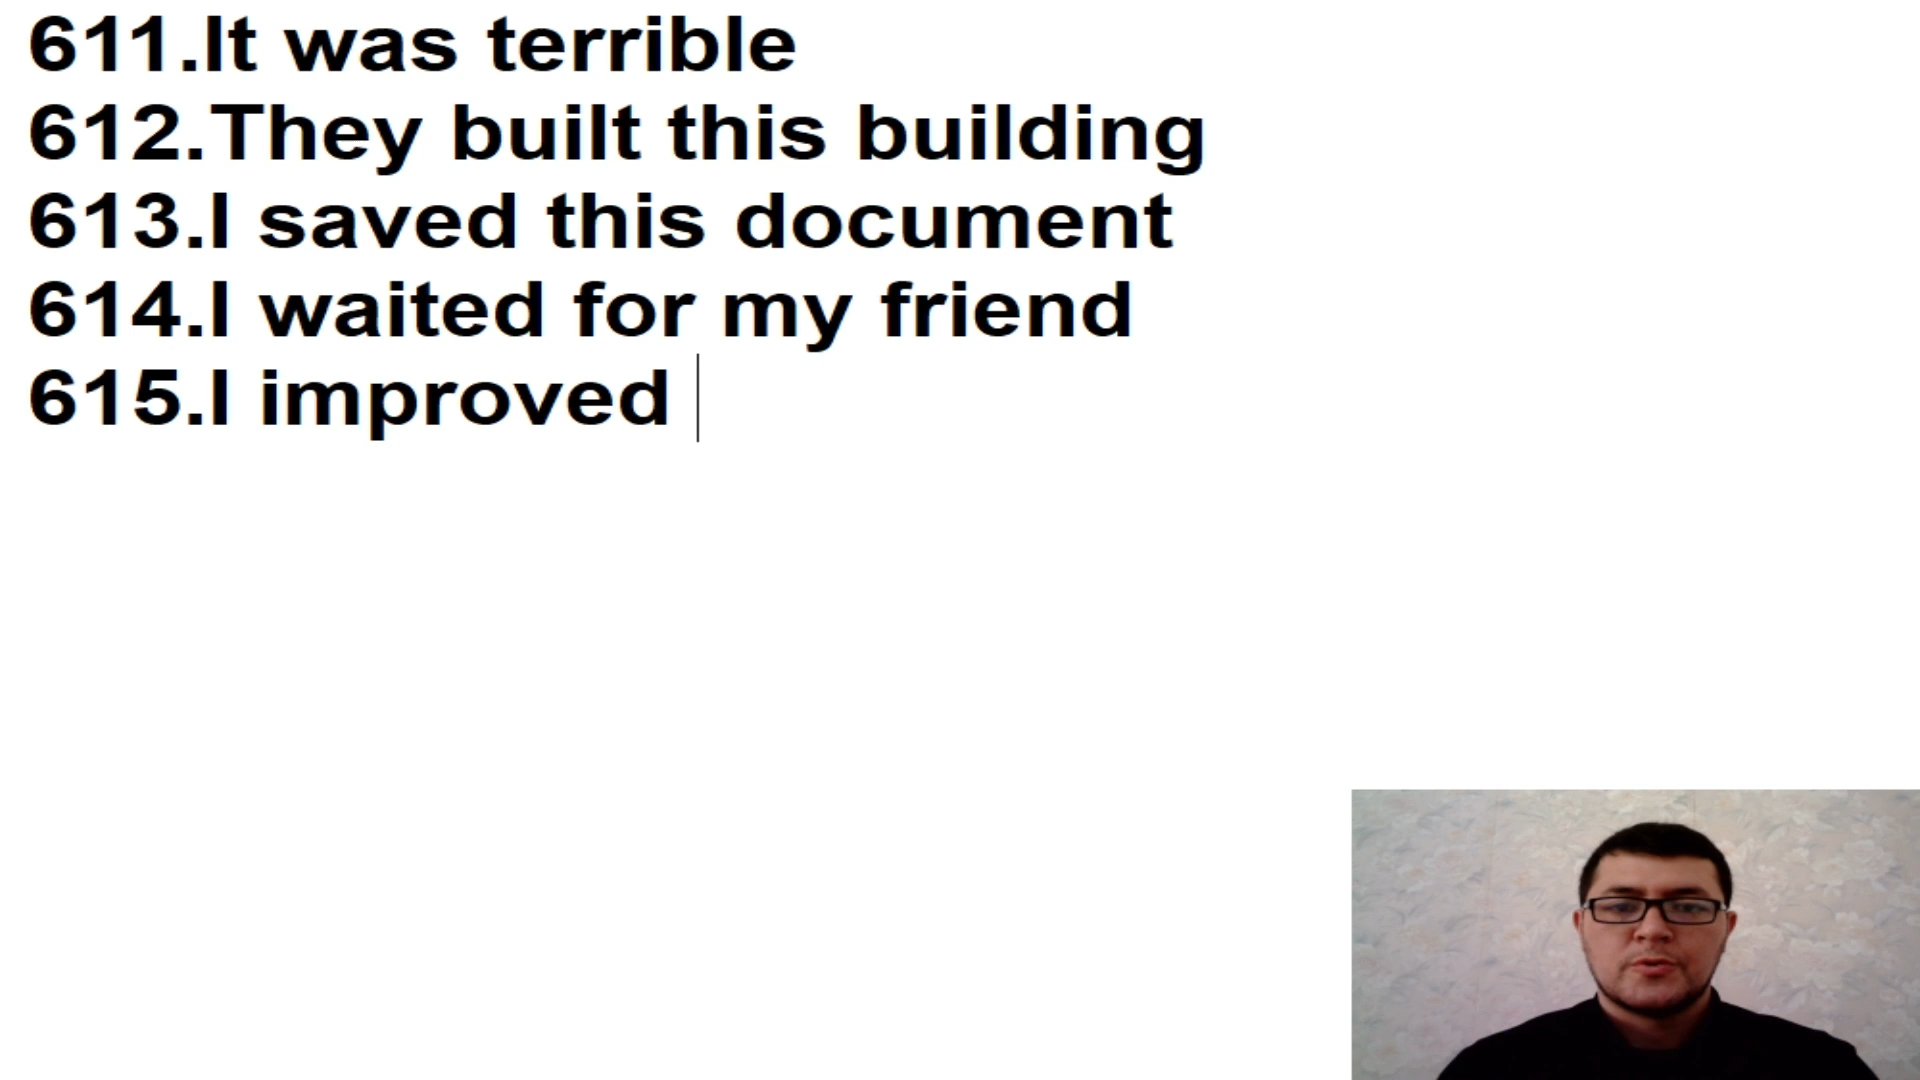 611.It was terrible
612.They built this building
613.I saved this document
614.I waited for my friend
615.I improved